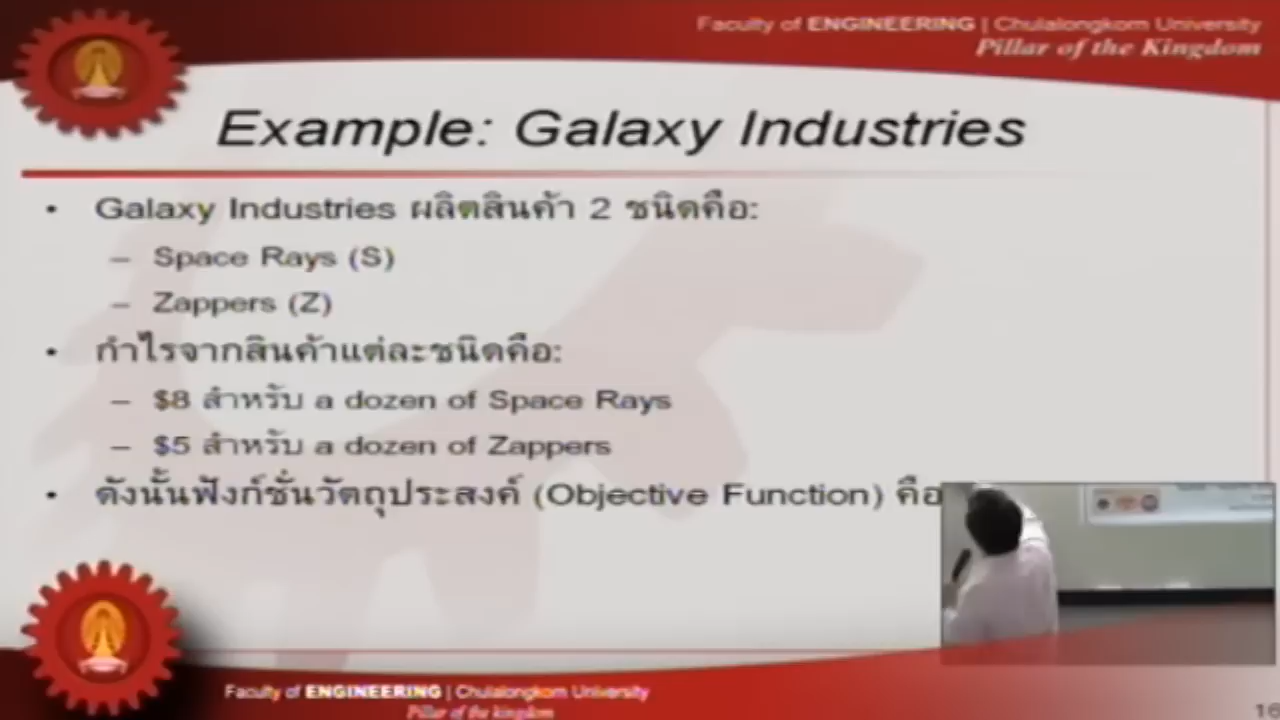 Faculty of ENGINEERING | Chulalongkorn University
Pillar of the Kingdom
Example: Galaxy Industries
• Galaxy Industries ผลิตสินค้า 2 ชนิดคือ:
– Space Rays (S)
– Zappers (Z)
• กำไรจากสินค้าแต่ละชนิดคือ:
– $8 สำหรับ a dozen of Space Rays
– $5 สำหรับ a dozen of Zappers
• ดังนั้นฟังก์ชั่นวัตถุประสงค์ (Objective Function) คือ
Faculty of ENGINEERING | Chulalongkorn University
Pillar of the kingdom
16